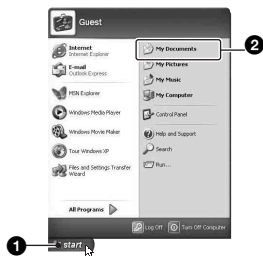 Guest
Internet
Internet Explorer
E-mail
Outlook Express
MSN Explorer
Windows Media Player
Windows Movie Maker
Tour Windows XP
Files and Settings Transfer
Wizard
All Programs
My Documents
My Pictures
My Music
My Computer
Control Panel
Help and Support
Search
Run...
Log Off
Turn Off Computer
start
1
2